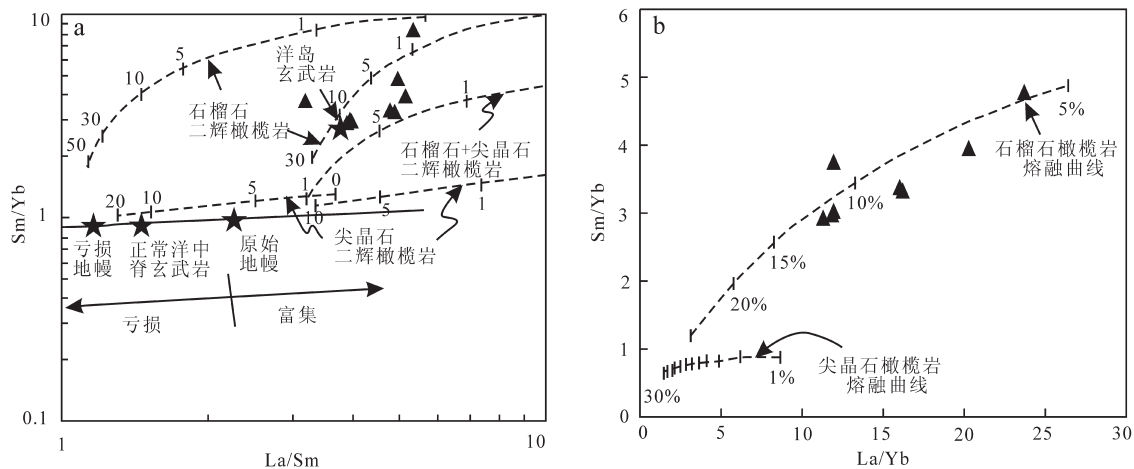 a
10
1
0.1
Sm/Yb
1
10
La/Sm
50
30
10
5
1
石榴石
二辉橄榄岩
洋岛
玄武岩
30
10
5
1
石榴石+尖晶石
二辉橄榄岩
10
5
1
20
10
5
1
0
5
1
尖晶石
二辉橄榄岩
亏损
地幔
正常洋中
脊玄武岩
原始
地幔
亏损
富集
b
6
5
4
3
2
1
0
Sm/Yb
0
5
10
15
20
25
30
La/Yb
5%
10%
15%
20%
石榴石橄榄岩
熔融曲线
30%
1%
尖晶石橄榄岩
熔融曲线